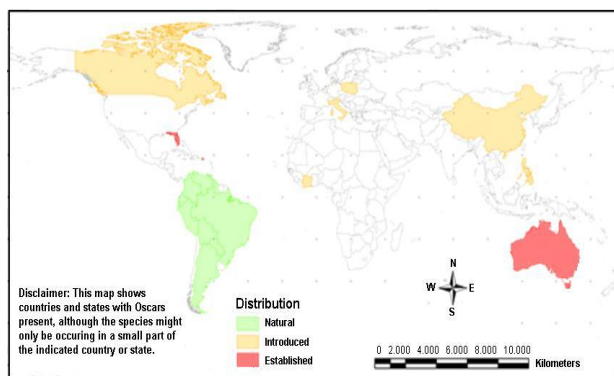 Disclaimer: This map shows
countries and states with Oscars
present, although the species might
only be occuring in a small part of
the indicated country or state.
Distribution
Natural
Introduced
Established
N
W E
S
0 2.000 4.000 6.000 8.000 10.000
Kilometers